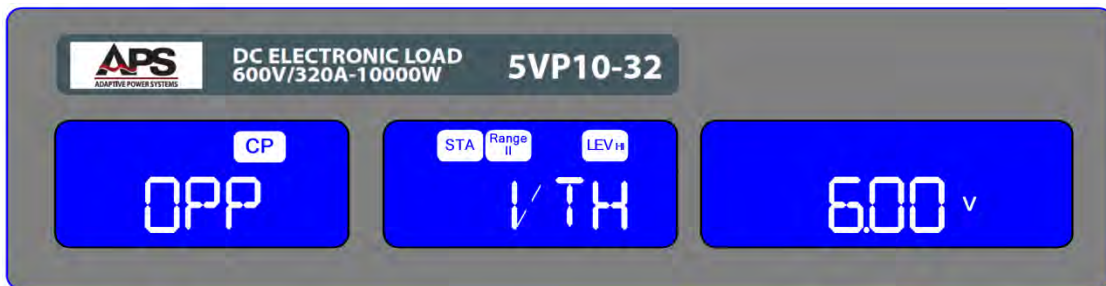 APS
ADAPTIVE POWER SYSTEMS
DC ELECTRONIC LOAD
600V/320A-10000W
5VP10-32
CP
OPP
STA Range II LEV HI
VTH
6.00 V